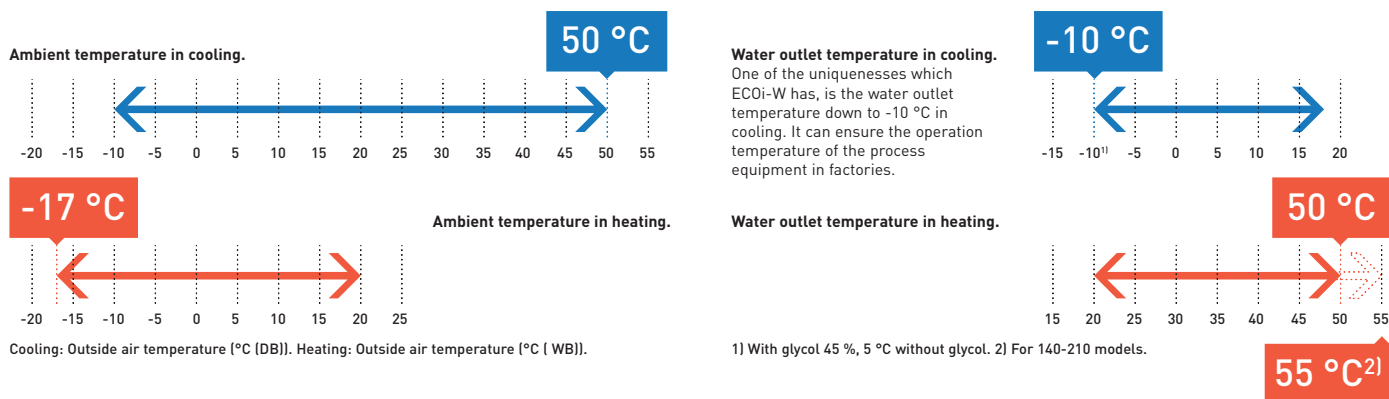 50 °C
Ambient temperature in cooling.
-20 -15 -10 -5 0 5 10 15 20 25 30 35 40 45 50 55
-17 °C
Ambient temperature in heating.
-20 -15 -10 -5 0 5 10 15 20 25
Cooling: Outside air temperature (°C (DB)). Heating: Outside air temperature (°C ( WB)).
-10 °C
Water outlet temperature in cooling.
One of the uniquenesses which
ECOi-W has, is the water outlet
temperature down to -10 °C in
cooling. It can ensure the operation
temperature of the process
equipment in factories.
-15 -10¹⁾ -5 0 5 10 15 20
50 °C
Water outlet temperature in heating.
15 20 25 30 35 40 45 50 55
1) With glycol 45 %, 5 °C without glycol. 2) For 140-210 models.
55 °C²⁾